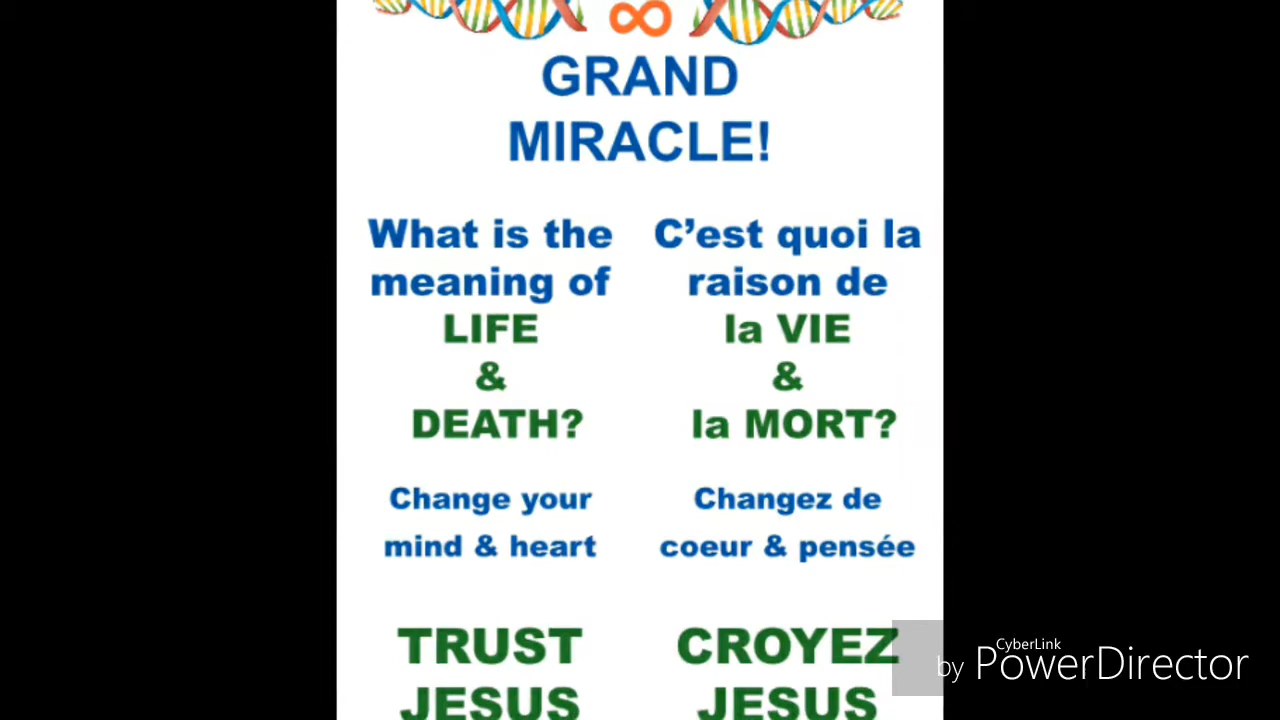 GRAND
MIRACLE!
What is the
meaning of
LIFE
&
DEATH?
Change your
mind & heart
TRUST
JESUS
C’est quoi la
raison de
la VIE
&
la MORT?
Changez de
coeur & pensée
CROYEZ
JESUS
CyberLink
by PowerDirector